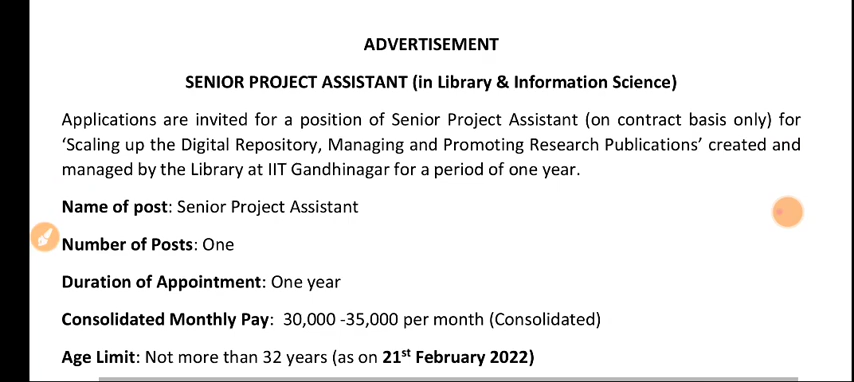 ADVERTISEMENT
SENIOR PROJECT ASSISTANT (in Library & Information Science)
Applications are invited for a position of Senior Project Assistant (on contract basis only) for
‘Scaling up the Digital Repository, Managing and Promoting Research Publications’ created and
managed by the Library at IIT Gandhinagar for a period of one year.
Name of post: Senior Project Assistant
Number of Posts: One
Duration of Appointment: One year
Consolidated Monthly Pay: 30,000 -35,000 per month (Consolidated)
Age Limit: Not more than 32 years (as on 21st February 2022)